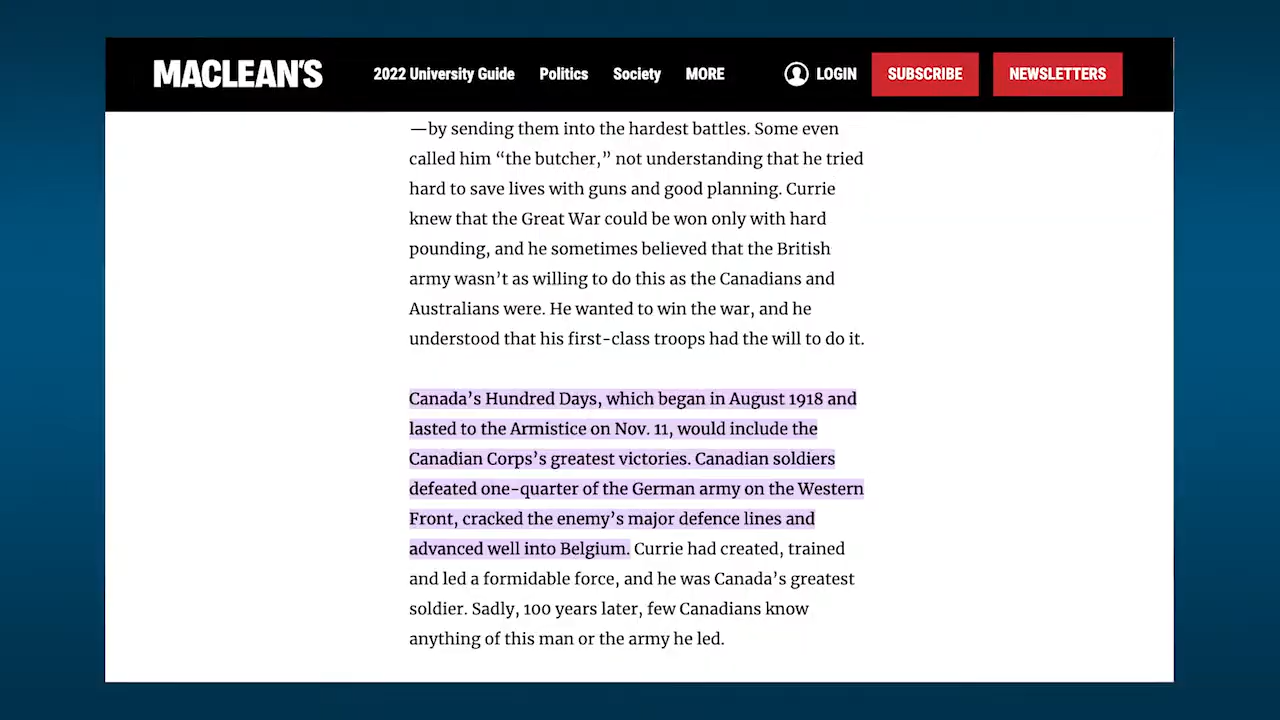 MACLEAN'S
2022 University Guide Politics Society MORE LOGIN SUBSCRIBE NEWSLETTERS
—by sending them into the hardest battles. Some even
called him “the butcher,” not understanding that he tried
hard to save lives with guns and good planning. Currie
knew that the Great War could be won only with hard
pounding, and he sometimes believed that the British
army wasn’t as willing to do this as the Canadians and
Australians were. He wanted to win the war, and he
understood that his first-class troops had the will to do it.
Canada’s Hundred Days, which began in August 1918 and
lasted to the Armistice on Nov. 11, would include the
Canadian Corps’s greatest victories. Canadian soldiers
defeated one-quarter of the German army on the Western
Front, cracked the enemy’s major defence lines and
advanced well into Belgium. Currie had created, trained
and led a formidable force, and he was Canada’s greatest
soldier. Sadly, 100 years later, few Canadians know
anything of this man or the army he led.